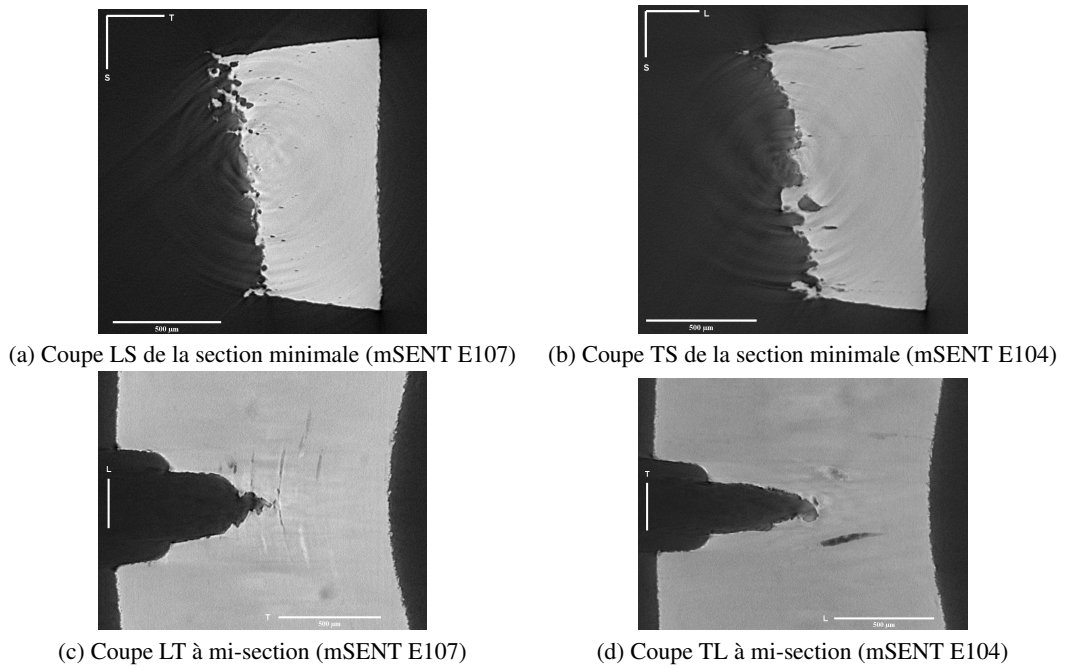 T
S
500 µm
L
S
500 µm
(a) Coupe LS de la section minimale (mSENT E107)
(b) Coupe TS de la section minimale (mSENT E104)
L
T
500 µm
T
L
500 µm
(c) Coupe LT à mi-section (mSENT E107)
(d) Coupe TL à mi-section (mSENT E104)